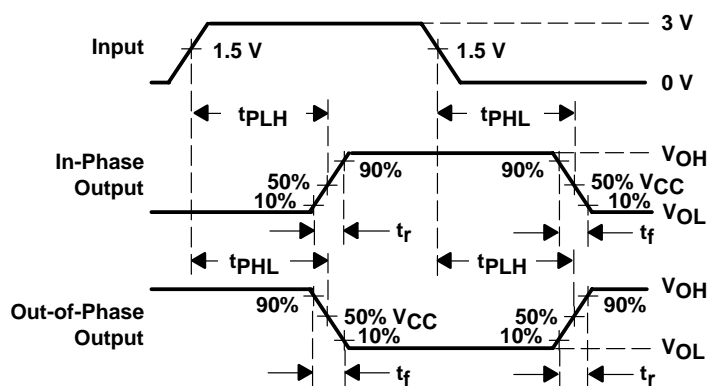 3 V
Input
1.5 V
1.5 V
0 V
tPLH
tPHL
In-Phase
Output
VOH
90%
90%
50%
50% VCC
10%
10%
VOL
tr
tf
tPHL
tPLH
Out-of-Phase
Output
VOH
90%
90%
50% VCC
50%
10%
10%
VOL
tf
tr